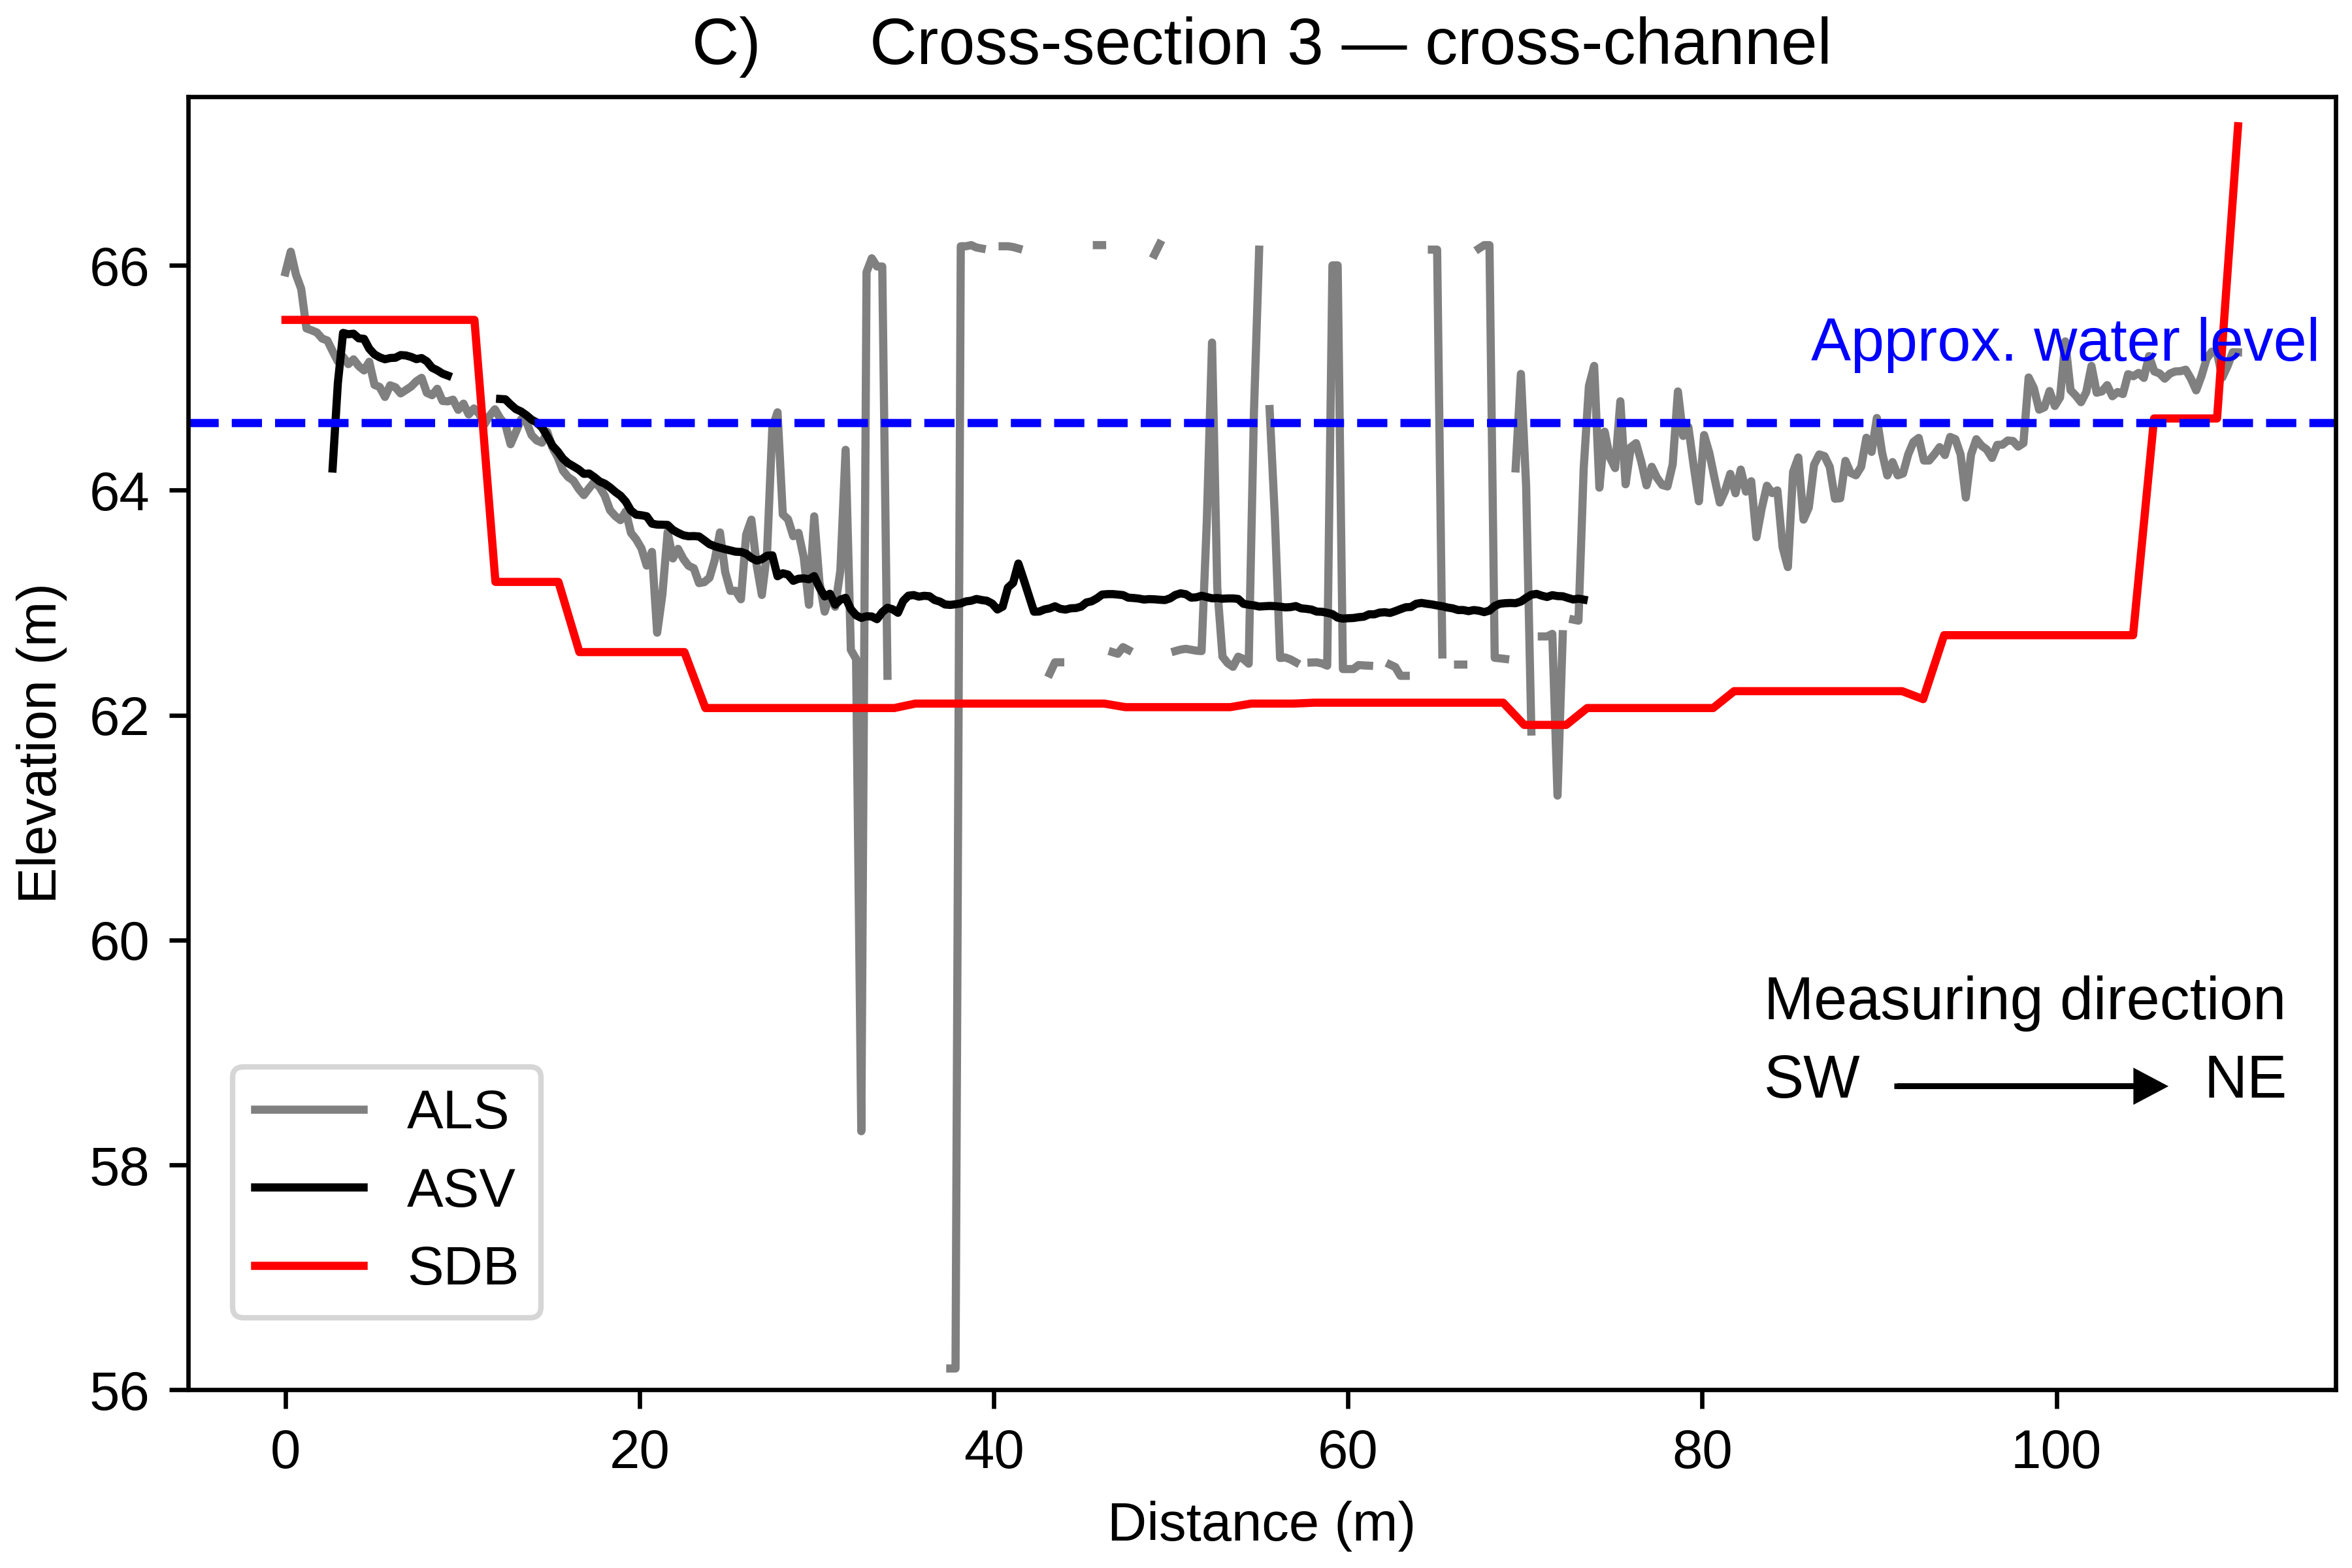 C) Cross-section 3 — cross-channel
66
64
62
60
58
56
Elevation (m)
Approx. water level
Measuring direction
SW NE
ALS
ASV
SDB
0 20 40 60 80 100
Distance (m)